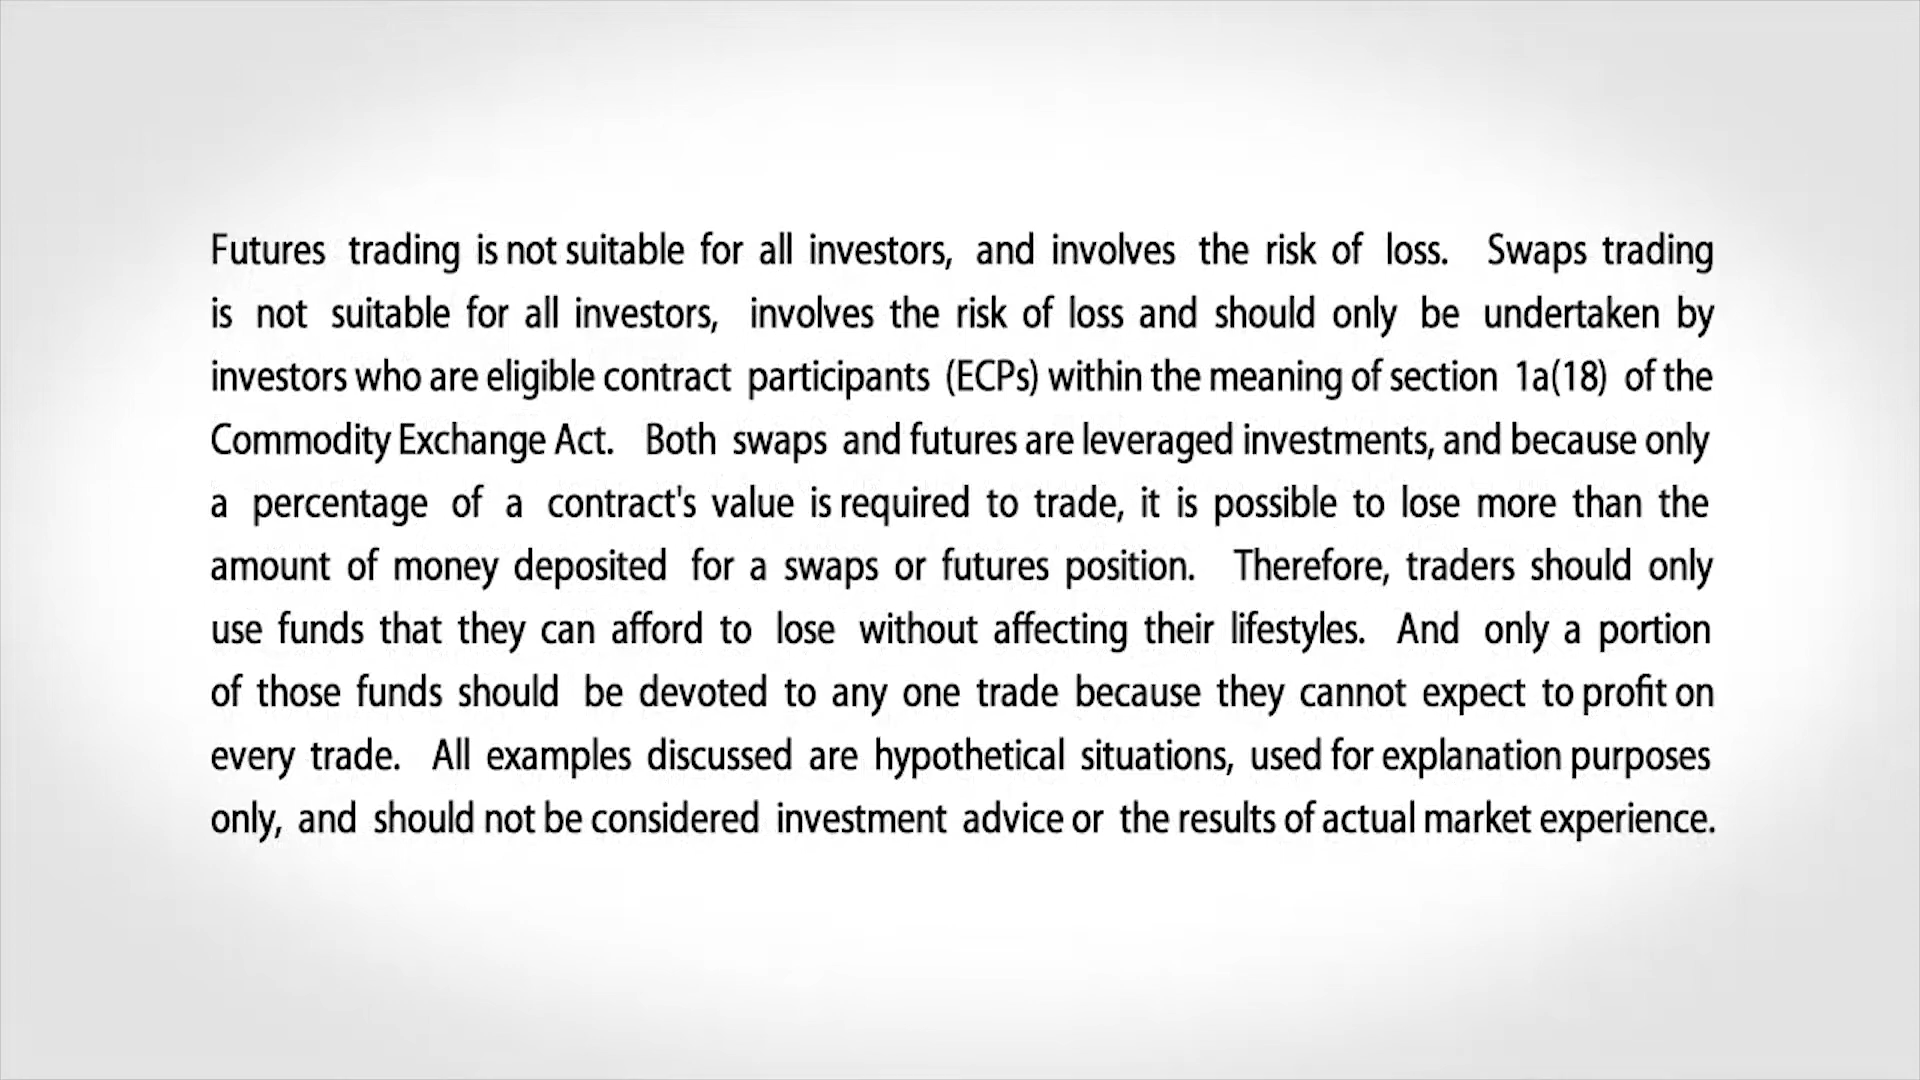 Futures trading is not suitable for all investors, and involves the risk of loss. Swaps trading
is not suitable for all investors, involves the risk of loss and should only be undertaken by
investors who are eligible contract participants (ECPs) within the meaning of section 1a(18) of the
Commodity Exchange Act. Both swaps and futures are leveraged investments, and because only
a percentage of a contract's value is required to trade, it is possible to lose more than the
amount of money deposited for a swaps or futures position. Therefore, traders should only
use funds that they can afford to lose without affecting their lifestyles. And only a portion
of those funds should be devoted to any one trade because they cannot expect to profit on
every trade. All examples discussed are hypothetical situations, used for explanation purposes
only, and should not be considered investment advice or the results of actual market experience.